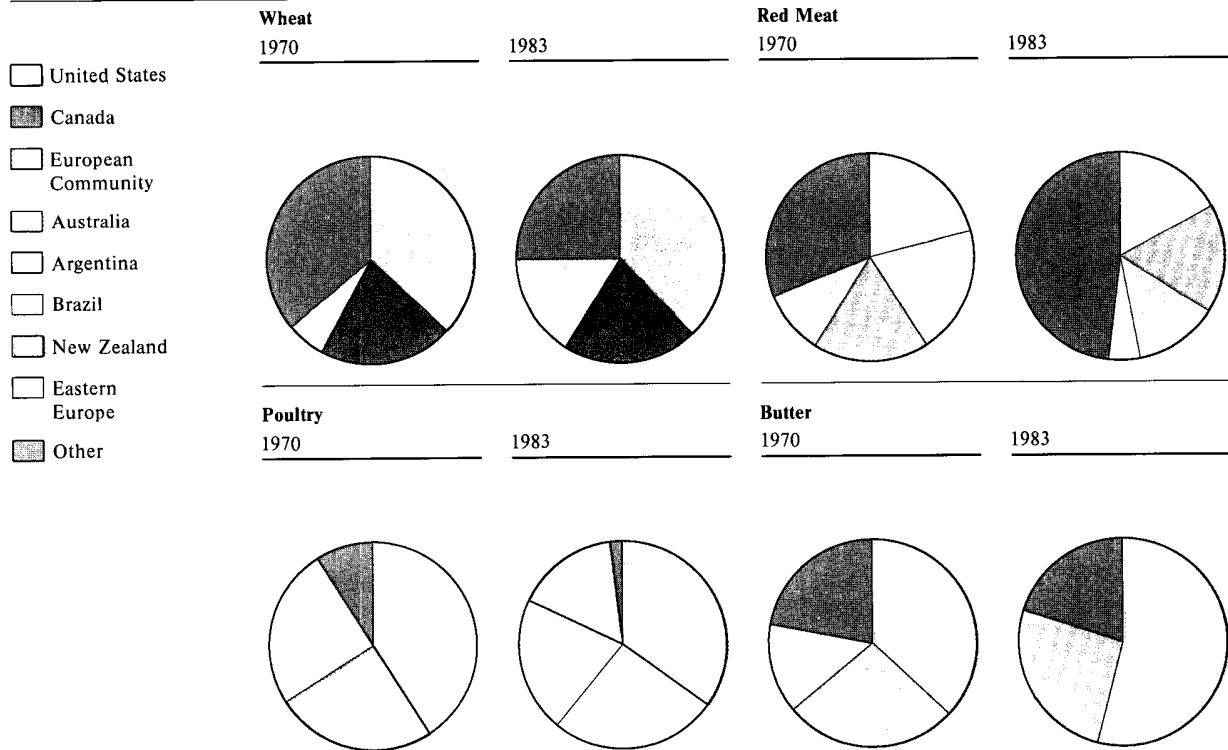 United States
Canada
European
Community
Australia
Argentina
Brazil
New Zealand
Eastern
Europe
Other
Wheat
1970
1983
Red Meat
1970
1983
Poultry
1970
1983
Butter
1970
1983